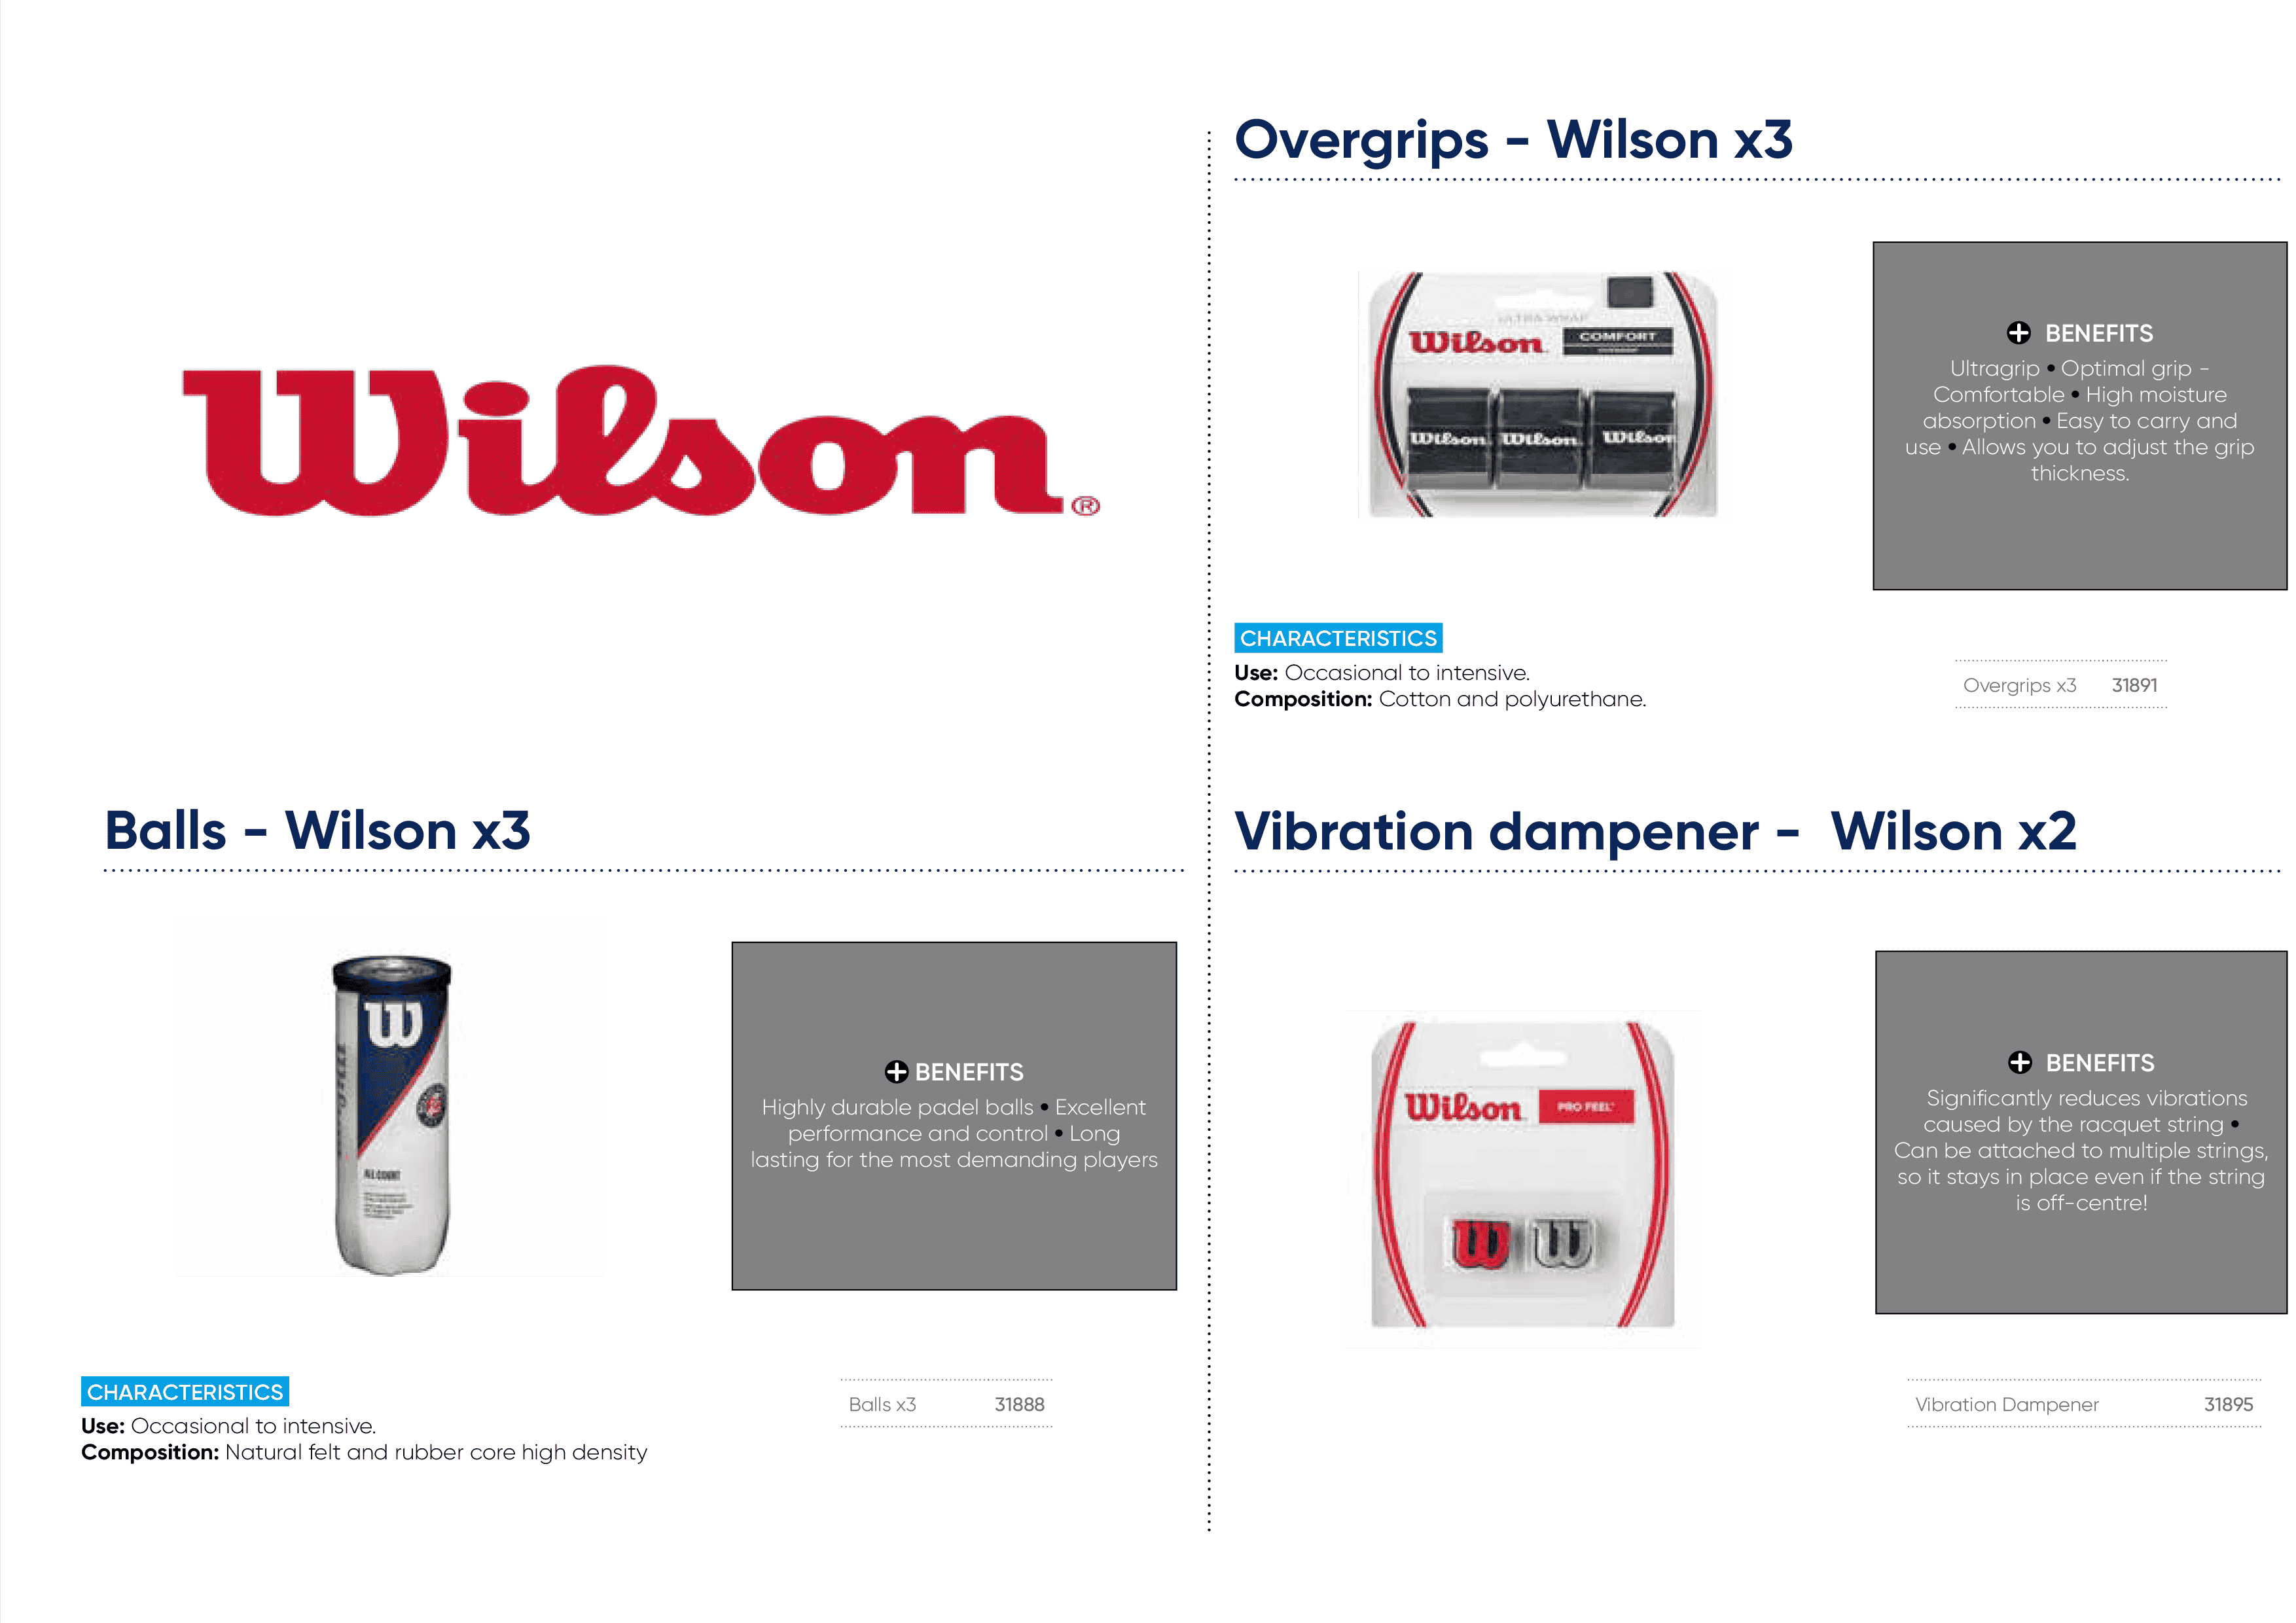 Wilson®
Overgrips - Wilson x3
ULTRA WRAP
Wilson
COMFORT
Wilson Wilson Wilson
BENEFITS
Ultragrip • Optimal grip -
Comfortable • High moisture
absorption • Easy to carry and
use • Allows you to adjust the grip
thickness.
CHARACTERISTICS
Use: Occasional to intensive.
Composition: Cotton and polyurethane.
Overgrips x3 31891
Balls - Wilson x3
W
ALL COURT
BENEFITS
Highly durable padel balls • Excellent
performance and control • Long
lasting for the most demanding players
CHARACTERISTICS
Use: Occasional to intensive.
Composition: Natural felt and rubber core high density
Balls x3 31888
Vibration dampener - Wilson x2
Wilson
PRO FEEL
W W
BENEFITS
Significantly reduces vibrations
caused by the racquet string •
Can be attached to multiple strings,
so it stays in place even if the string
is off-centre!
Vibration Dampener 31895